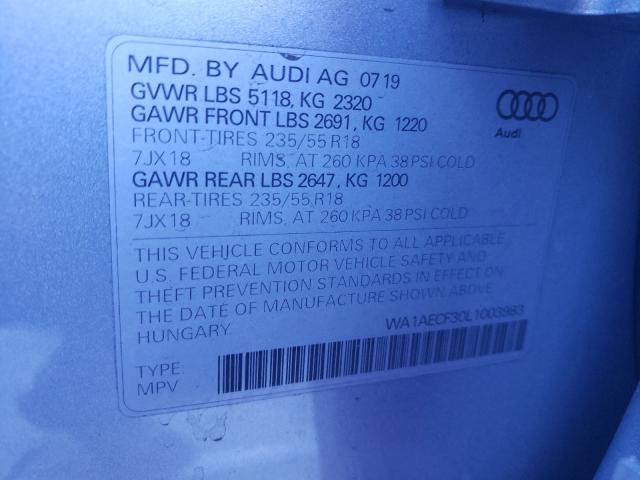 MFD. BY AUDI AG 0719
GVWR LBS 5118, KG 2320
GAWR FRONT LBS 2691, KG 1220
FRONT-TIRES 235/55 R18
7JX18 RIMS, AT 260 KPA 38 PSI COLD
GAWR REAR LBS 2647, KG 1200
REAR-TIRES 235/55 R18
7JX18 RIMS, AT 260 KPA 38 PSI COLD
Audi
THIS VEHICLE CONFORMS TO ALL APPLICABLE
U.S. FEDERAL MOTOR VEHICLE SAFETY AND
THEFT PREVENTION STANDARDS IN EFFECT ON
THE DATE OF MANUFACTURE SHOWN ABOVE
HUNGARY.
WA1AECF30L1003983
TYPE:
MPV